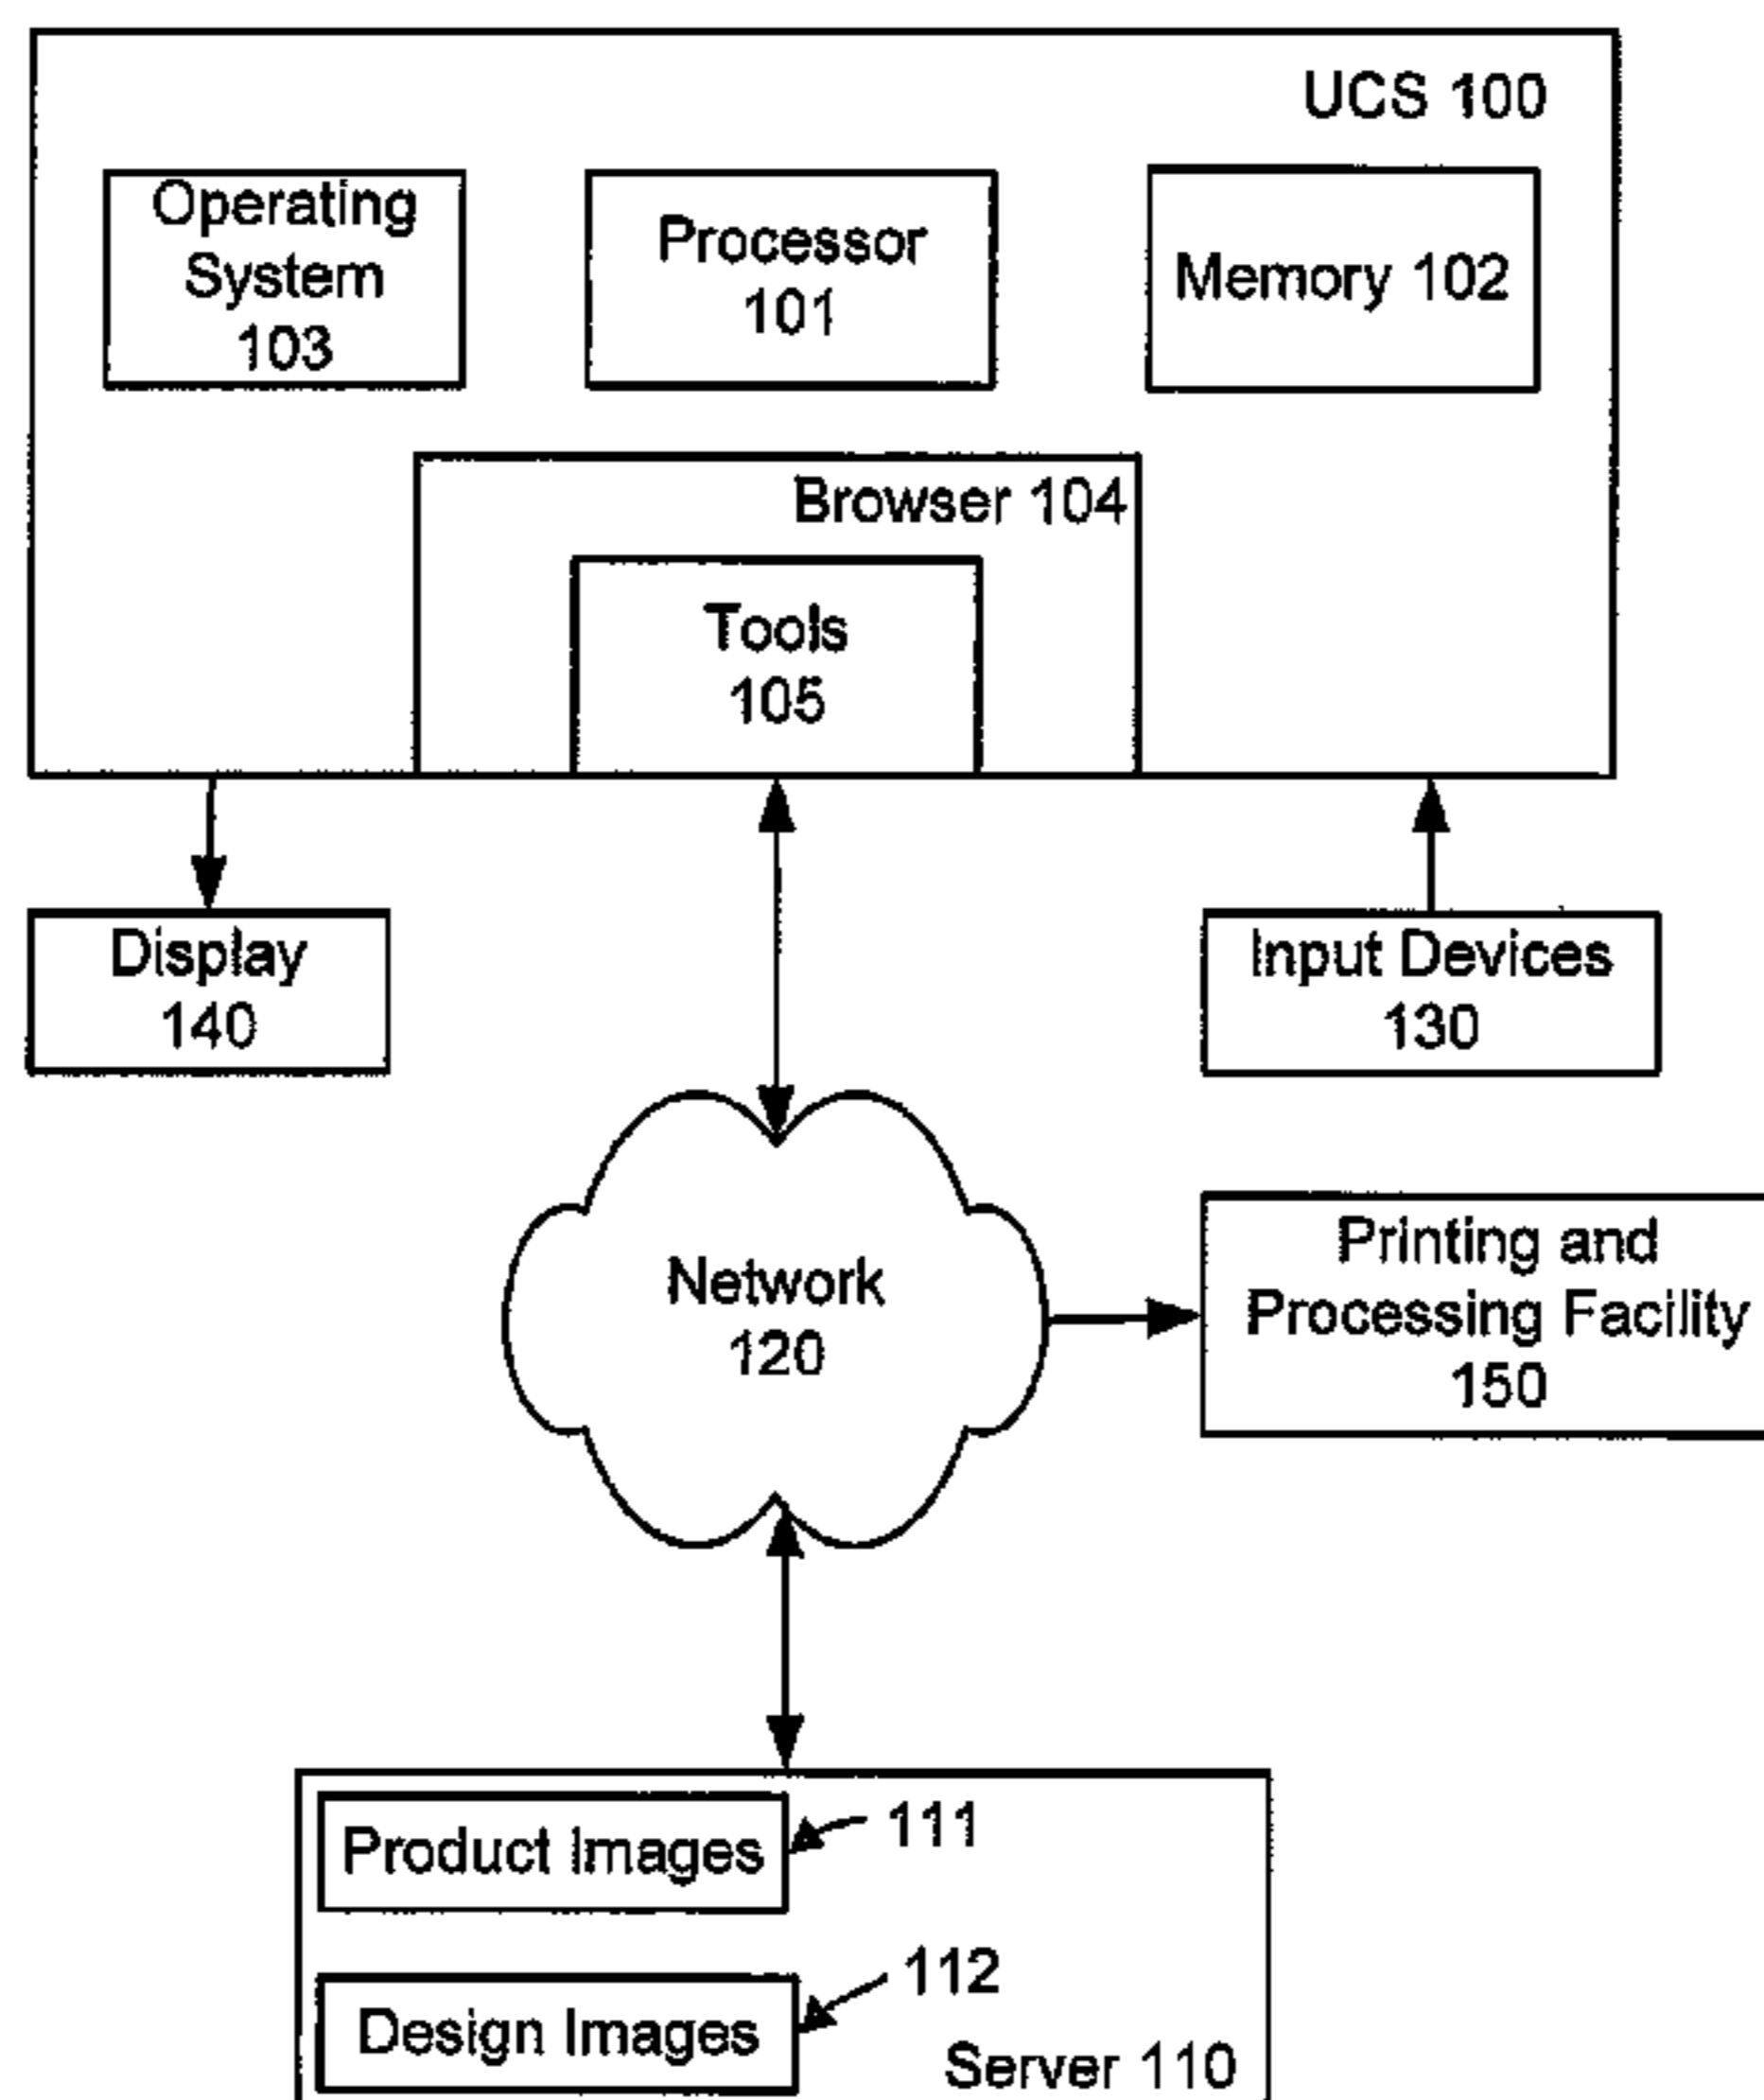 UCS 100
Operating
System
103
Processor
101
Memory 102
Browser 104
Tools
105
Display
140
Input Devices
130
Network
120
Printing and
Processing Facility
150
Product Images
111
112
Design Images
Server 110